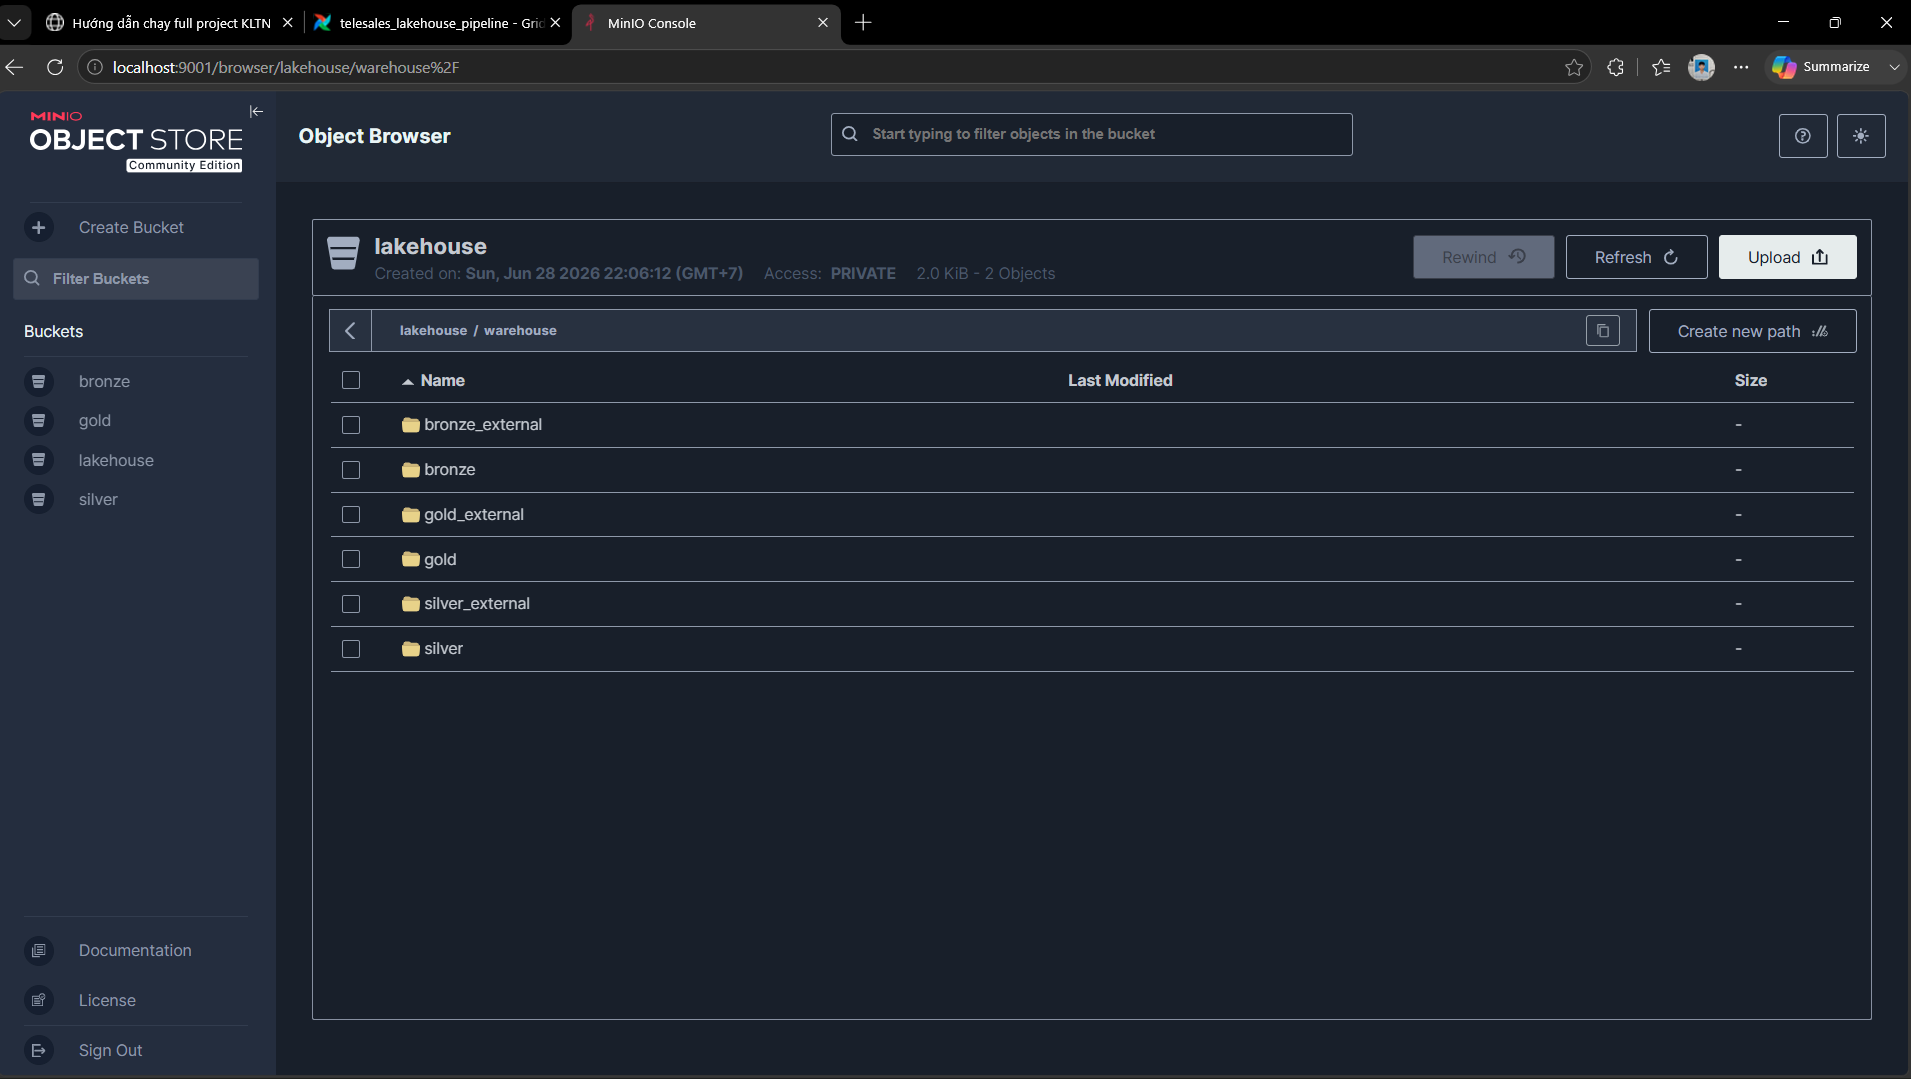 Hướng dẫn chạy full project KLTN
telesales_lakehouse_pipeline - Grid
MinIO Console
localhost:9001/browser/lakehouse/warehouse%2F
Summarize
MINIO
OBJECT STORE
Community Edition
Object Browser
Start typing to filter objects in the bucket
Create Bucket
Filter Buckets
Buckets
bronze
gold
lakehouse
silver
Documentation
License
Sign Out
lakehouse
Created on: Sun, Jun 28 2026 22:06:12 (GMT+7) Access: PRIVATE 2.0 KiB - 2 Objects
Rewind
Refresh
Upload
lakehouse / warehouse
Create new path
Name Last Modified Size
bronze_external -
bronze -
gold_external -
gold -
silver_external -
silver -